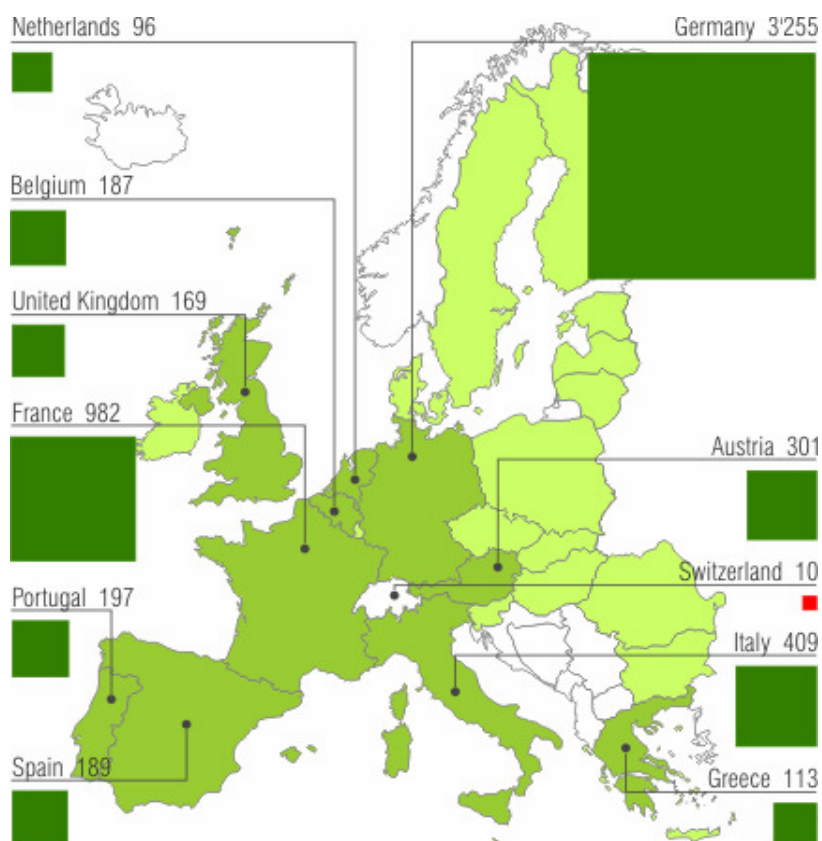 Netherlands 96
Germany 3'255
Belgium 187
United Kingdom 169
France 982
Austria 301
Switzerland 10
Portugal 197
Italy 409
Spain 189
Greece 113